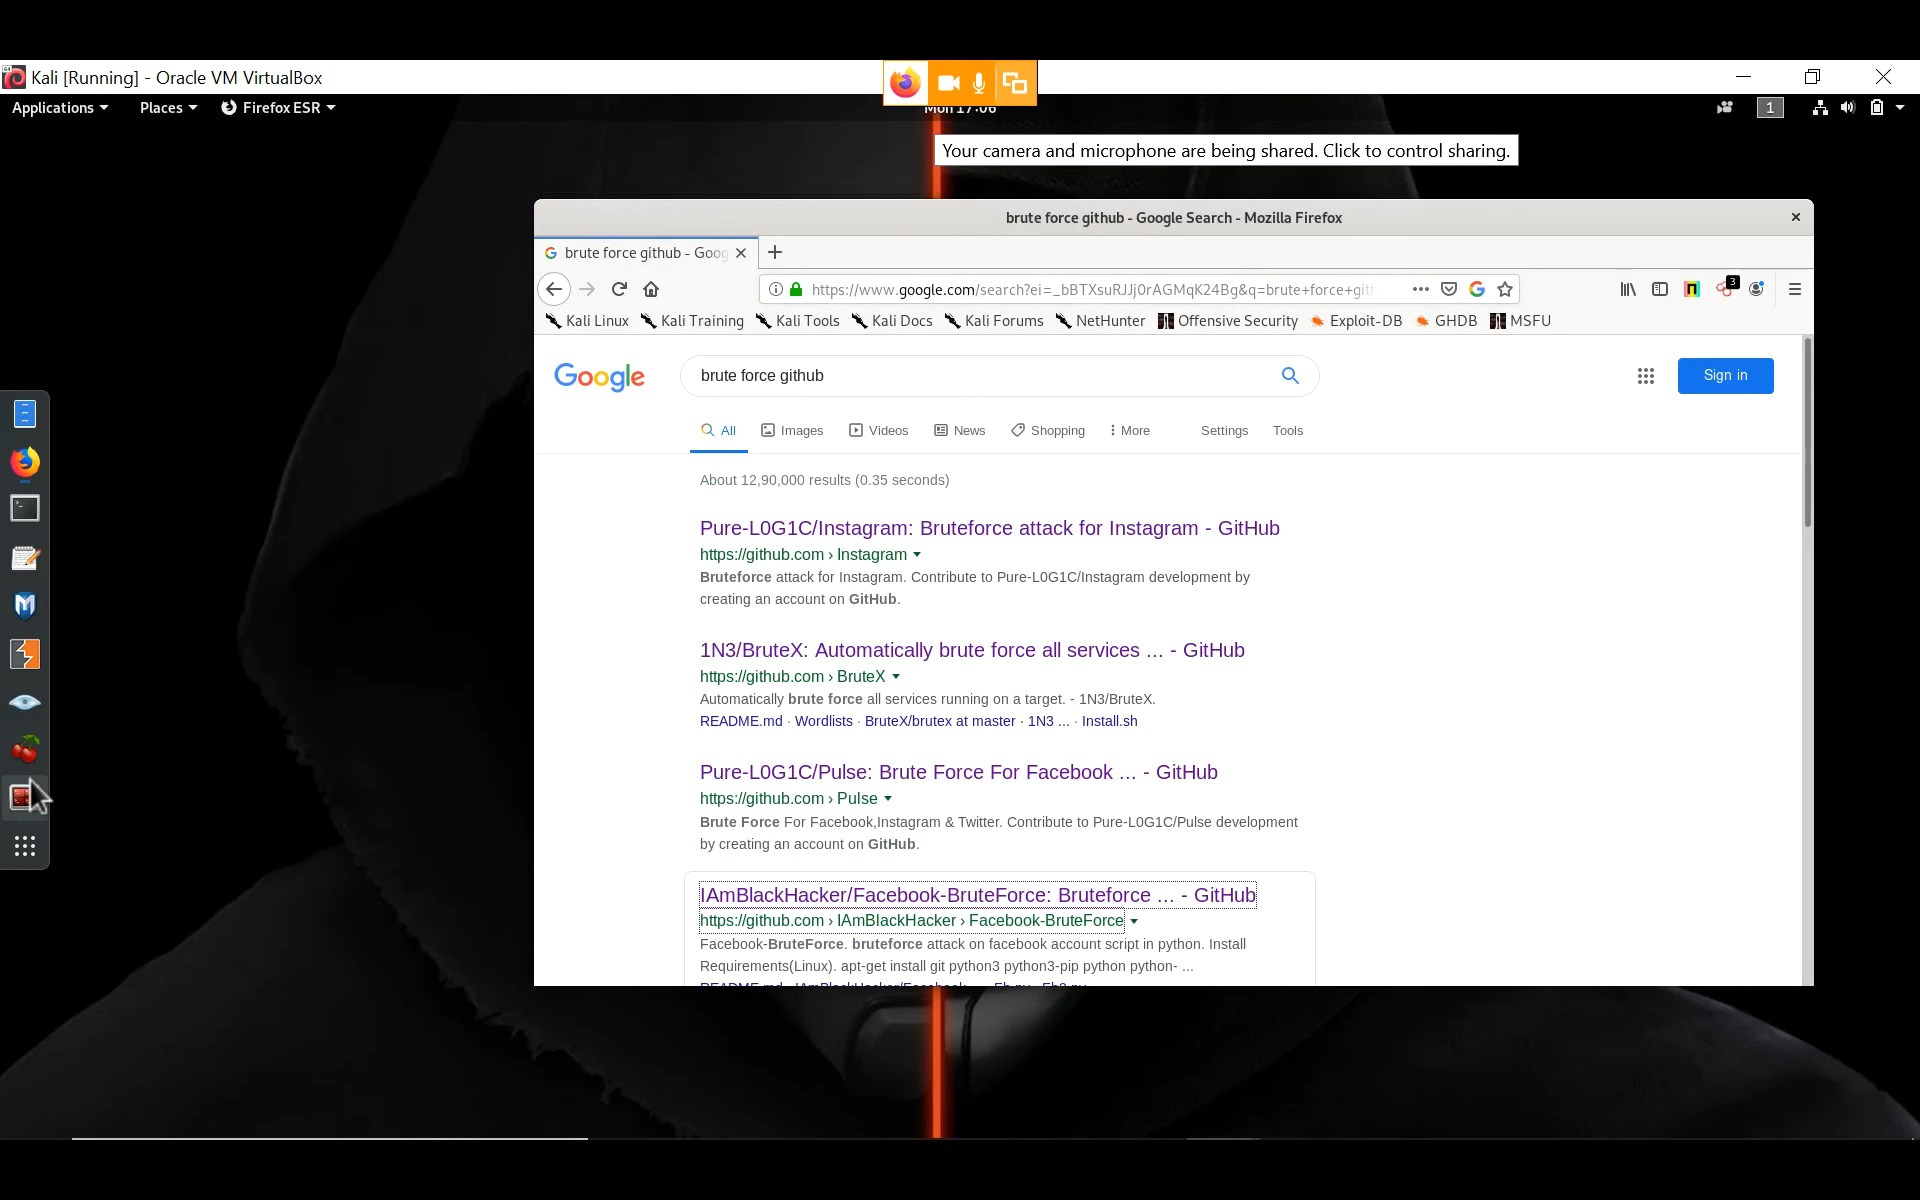 Kali [Running] - Oracle VM VirtualBox
Applications Places Firefox ESR Mon 17:06 1
Your camera and microphone are being shared. Click to control sharing.
brute force github - Google Search - Mozilla Firefox
brute force github - Goog
https://www.google.com/search?ei=_bBTXsuRJJj0rAGMqK24Bg&q=brute+force+gith 3
Kali Linux Kali Training Kali Tools Kali Docs Kali Forums NetHunter Offensive Security Exploit-DB GHDB MSFU
Google brute force github Sign in
All Images Videos News Shopping More Settings Tools
About 12,90,000 results (0.35 seconds)
Pure-L0G1C/Instagram: Bruteforce attack for Instagram - GitHub
https://github.com › Instagram
Bruteforce attack for Instagram. Contribute to Pure-L0G1C/Instagram development by
creating an account on GitHub.
1N3/BruteX: Automatically brute force all services ... - GitHub
https://github.com › BruteX
Automatically brute force all services running on a target. - 1N3/BruteX.
README.md · Wordlists · BruteX/brutex at master · 1N3 ... · Install.sh
Pure-L0G1C/Pulse: Brute Force For Facebook ... - GitHub
https://github.com › Pulse
Brute Force For Facebook,Instagram & Twitter. Contribute to Pure-L0G1C/Pulse development
by creating an account on GitHub.
IAmBlackHacker/Facebook-BruteForce: Bruteforce ... - GitHub
https://github.com › IAmBlackHacker › Facebook-BruteForce
Facebook-BruteForce. bruteforce attack on facebook account script in python. Install
Requirements(Linux). apt-get install git python3 python3-pip python python- ...